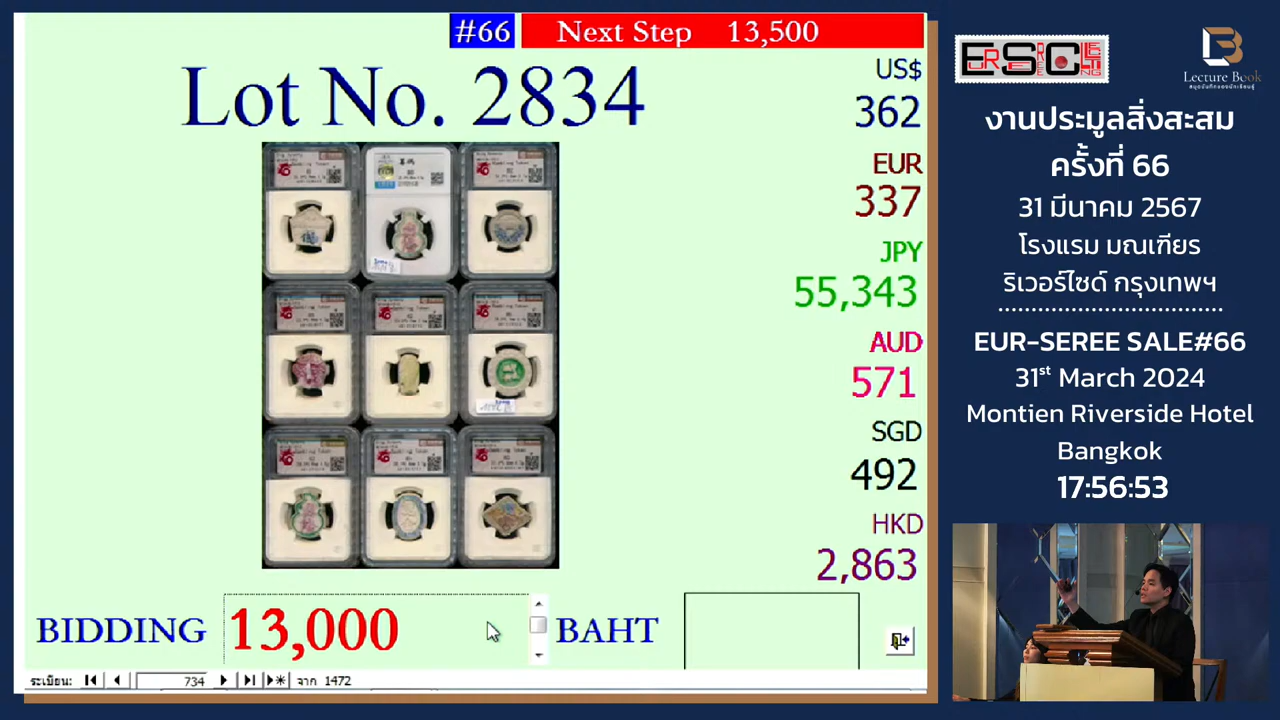 #66 Next Step 13,500
Lot No. 2834
US$
362
EUR
337
JPY
55,343
AUD
571
SGD
492
HKD
2,863
BIDDING 13,000 BAHT
ระเบียน: 734 จาก 1472
Lecture Book
งานประมูลสิ่งสะสม
ครั้งที่ 66
31 มีนาคม 2567
โรงแรม มณเฑียร
ริเวอร์ไซด์ กรุงเทพฯ
EUR-SEREE SALE#66
31st March 2024
Montien Riverside Hotel
Bangkok
17:56:53